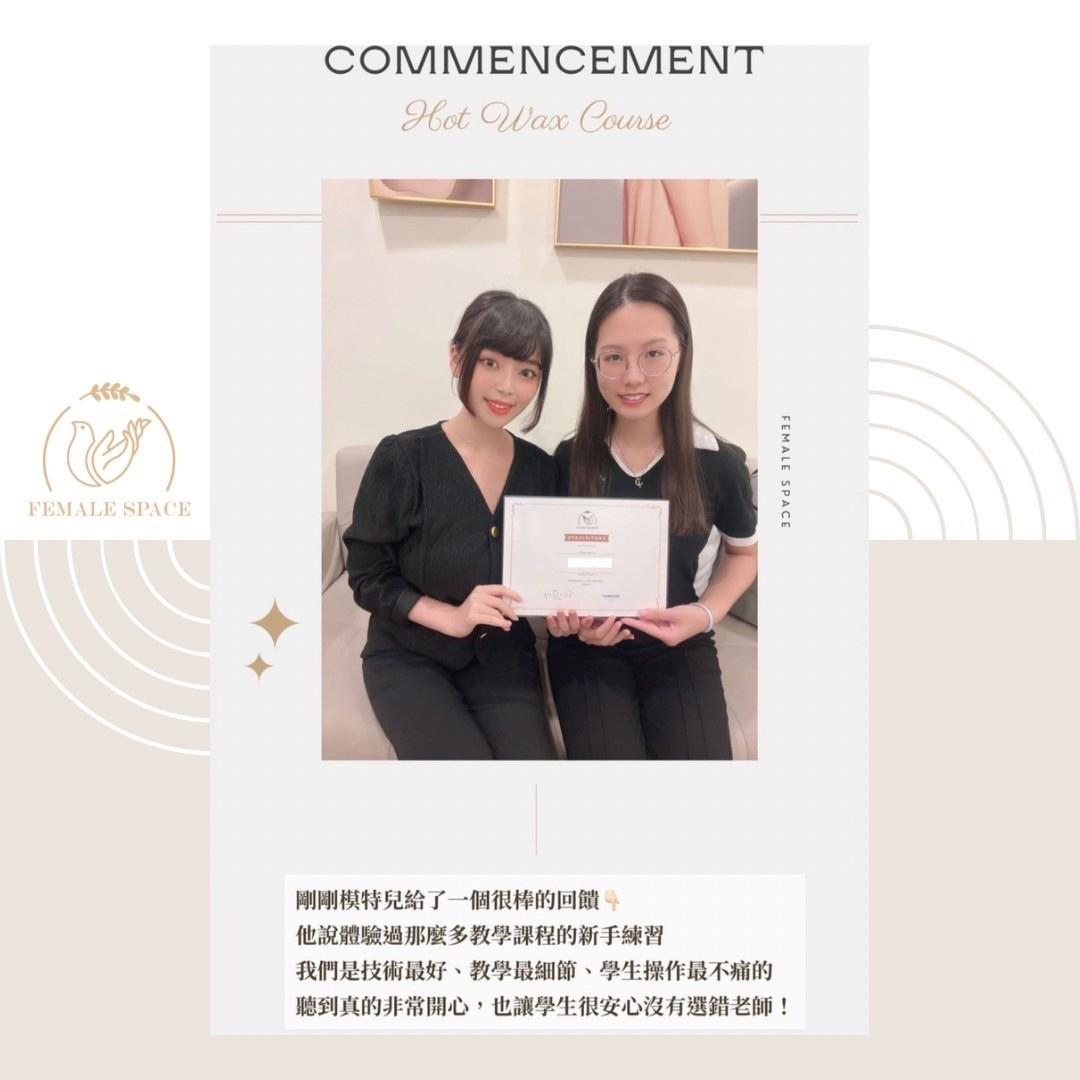 COMMENCEMENT
Hot Wax Course
FEMALE SPACE
FEMALE SPACE
剛剛模特兒給了一個很棒的回饋👇🏻
他說體驗過那麼多教學課程的新手練習
我們是技術最好、教學最細節、學生操作最不痛的
聽到真的非常開心，也讓學生很安心沒有選錯老師！